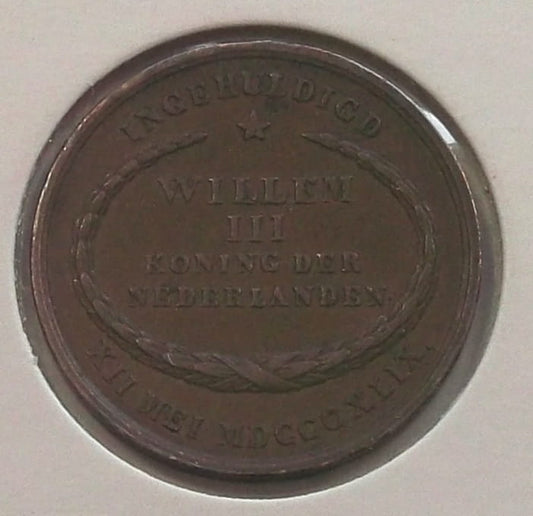 INGEHULDIGD
WILLEM
III
KONING DER
NEDERLANDEN
XII MEI MDCCCXLIX.